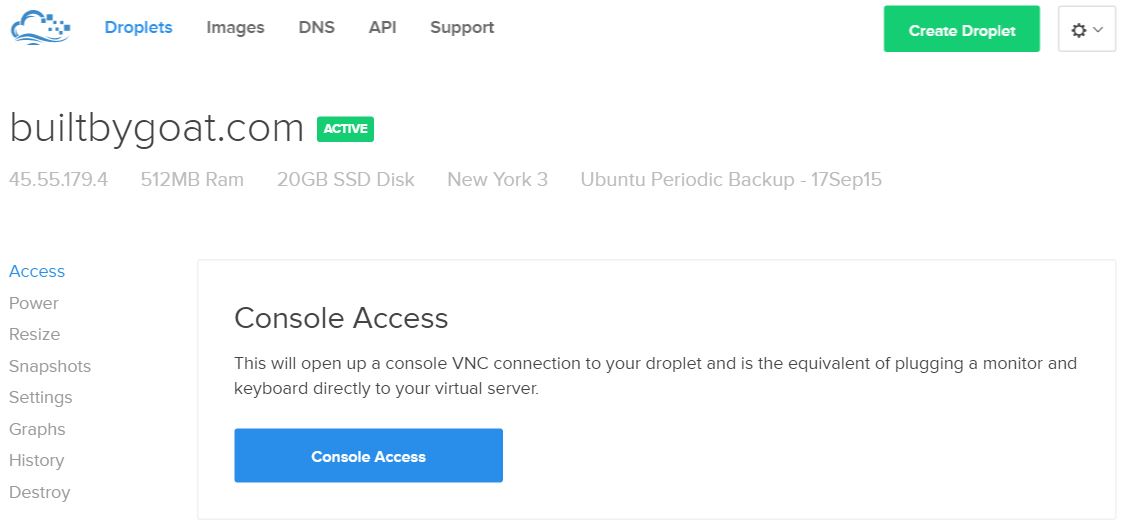 Droplets Images DNS API Support Create Droplet
builtbygoat.com ACTIVE
45.55.179.4 512MB Ram 20GB SSD Disk New York 3 Ubuntu Periodic Backup - 17Sep15
Access
Power
Resize
Snapshots
Settings
Graphs
History
Destroy
Console Access
This will open up a console VNC connection to your droplet and is the equivalent of plugging a monitor and
keyboard directly to your virtual server.
Console Access